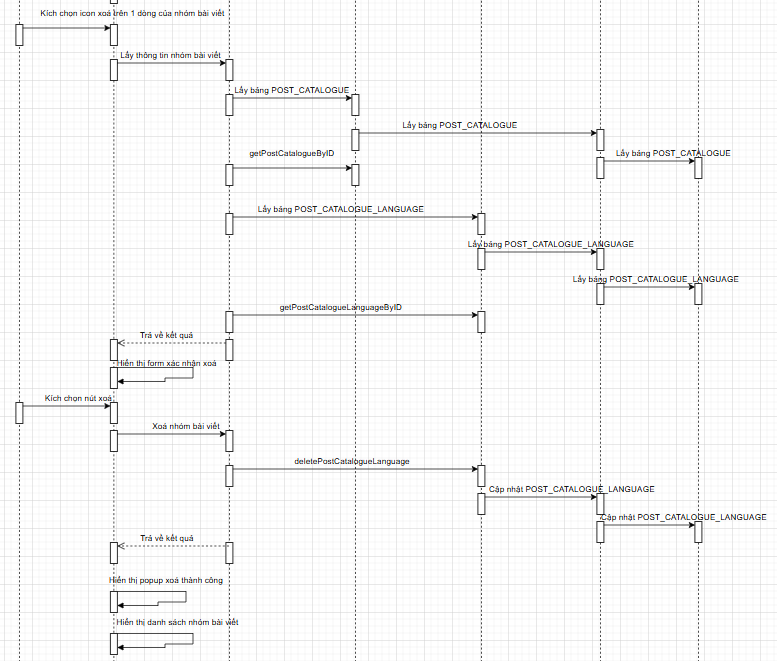 Kích chọn icon xoá trên 1 dòng của nhóm bài viết
Lấy thông tin nhóm bài viết
Lấy bảng POST_CATALOGUE
Lấy bảng POST_CATALOGUE
getPostCatalogueByID
Lấy bảng POST_CATALOGUE
Lấy bảng POST_CATALOGUE_LANGUAGE
Lấy bảng POST_CATALOGUE_LANGUAGE
Lấy bảng POST_CATALOGUE_LANGUAGE
getPostCatalogueLanguageByID
Trả về kết quả
Hiển thị form xác nhận xoá
Kích chọn nút xoá
Xoá nhóm bài viết
deletePostCatalogueLanguage
Cập nhật POST_CATALOGUE_LANGUAGE
Cập nhật POST_CATALOGUE_LANGUAGE
Trả về kết quả
Hiển thị popup xoá thành công
Hiển thị danh sách nhóm bài viết